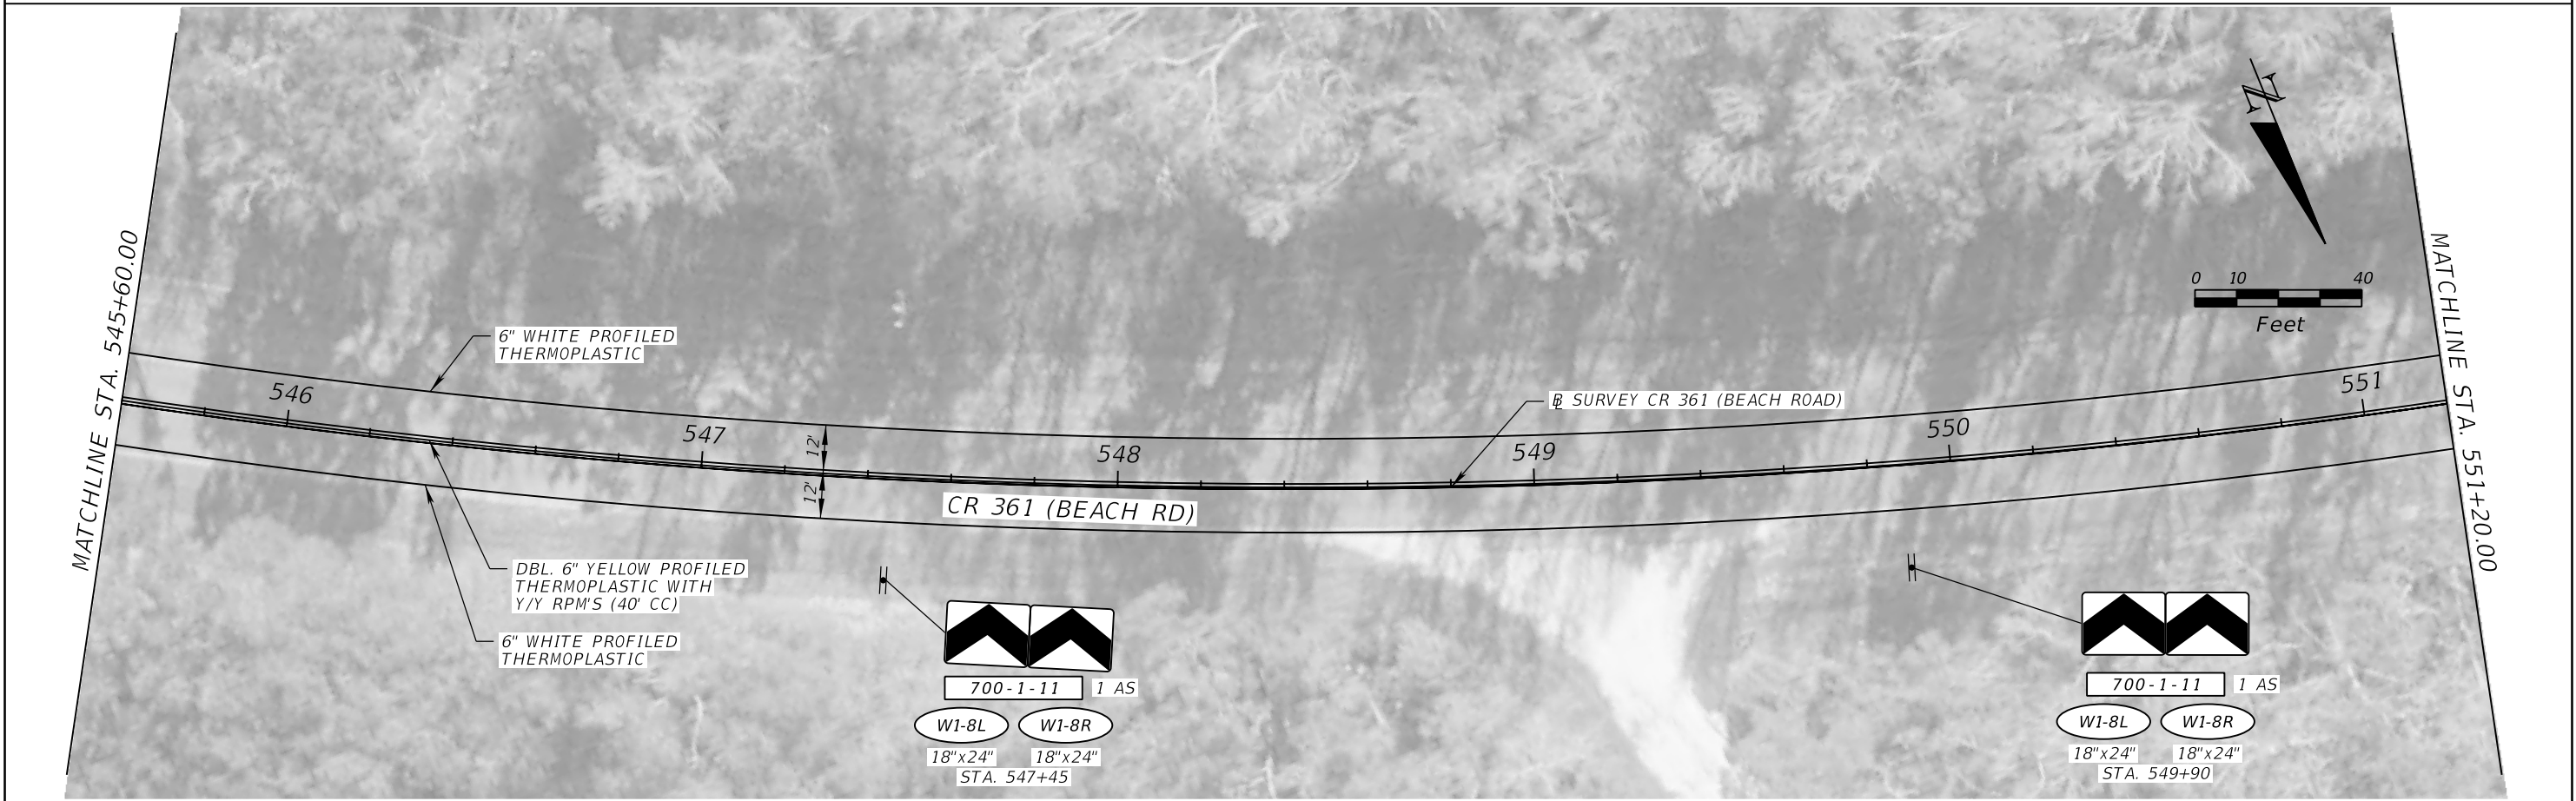 MATCHLINE STA. 545+60.00
546
547
548
549
550
551
6" WHITE PROFILED
THERMOPLASTIC
12'
12'
℄ SURVEY CR 361 (BEACH ROAD)
CR 361 (BEACH RD)
N
0 10 40
Feet
MATCHLINE STA. 551+20.00
DBL. 6" YELLOW PROFILED
THERMOPLASTIC WITH
Y/Y RPM'S (40' CC)
6" WHITE PROFILED
THERMOPLASTIC
700-1-11 1 AS
W1-8L W1-8R
18"x24" 18"x24"
STA. 547+45
700-1-11 1 AS
W1-8L W1-8R
18"x24" 18"x24"
STA. 549+90